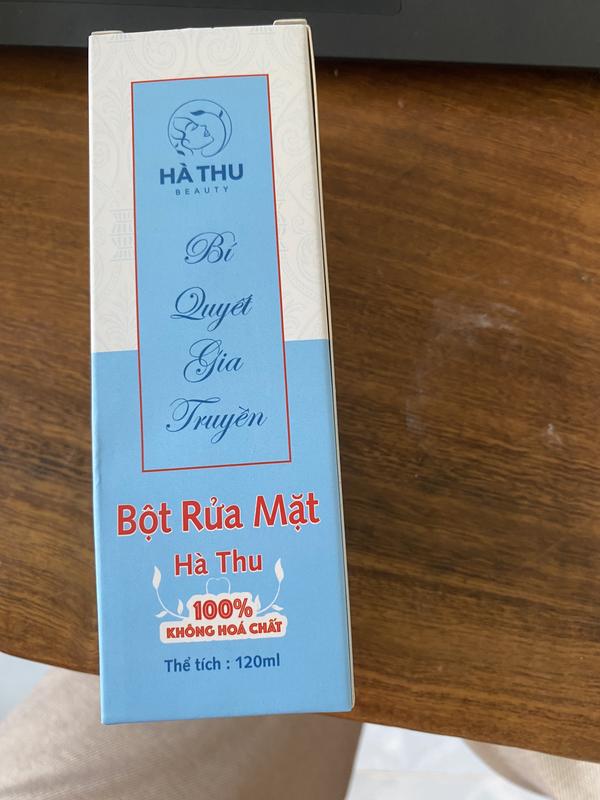 HÀ THU
BEAUTY
Bí
Quyết
Gia
Truyền
Bột Rửa Mặt
Hà Thu
100%
KHÔNG HOÁ CHẤT
Thể tích : 120ml